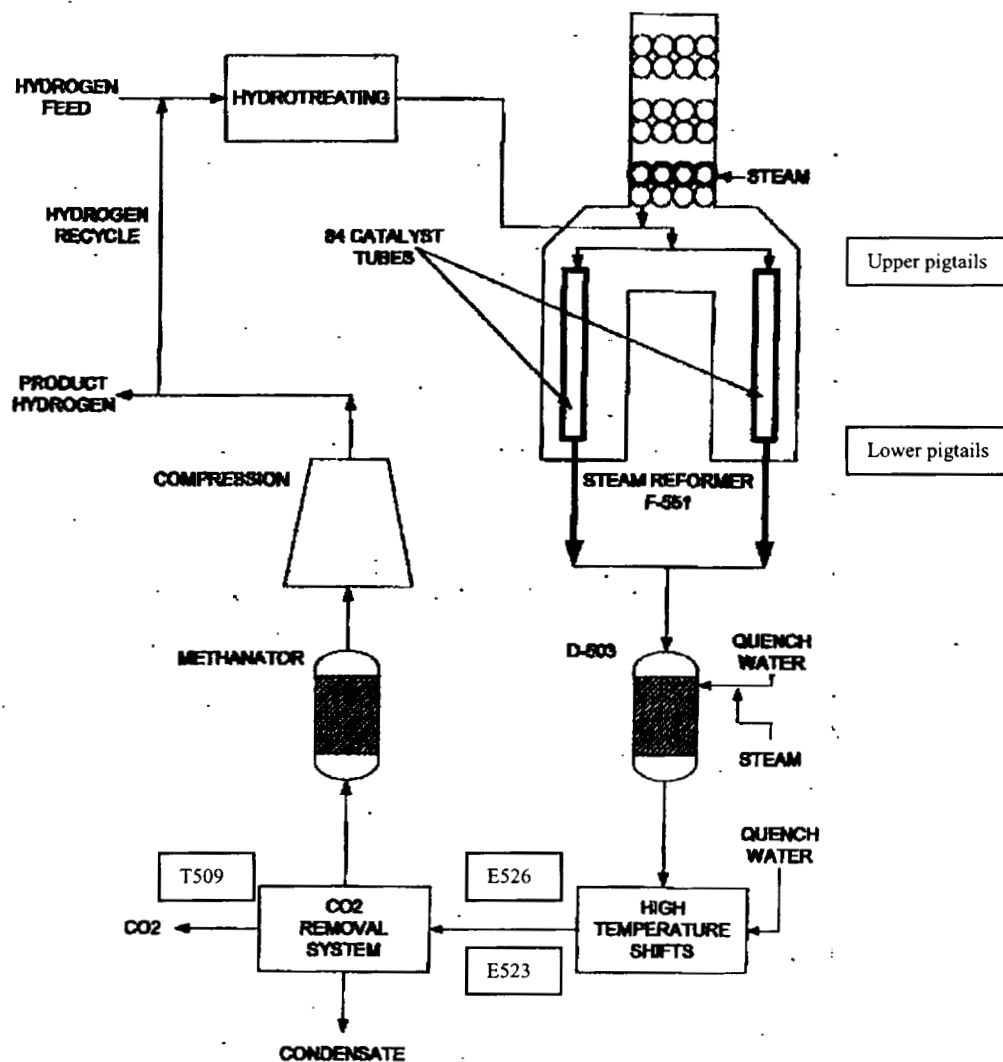 HYDROGEN
FEED
HYDROTREATING
STEAM
HYDROGEN
RECYCLE
84 CATALYST
TUBES
Upper pigtails
PRODUCT
HYDROGEN
Lower pigtails
COMPRESSION
STEAM REFORMER
F-551
METHANATOR
D-503
QUENCH
WATER
STEAM
QUENCH
WATER
T509
E526
CO2
CO2
REMOVAL
SYSTEM
HIGH
TEMPERATURE
SHIFTS
E523
CONDENSATE